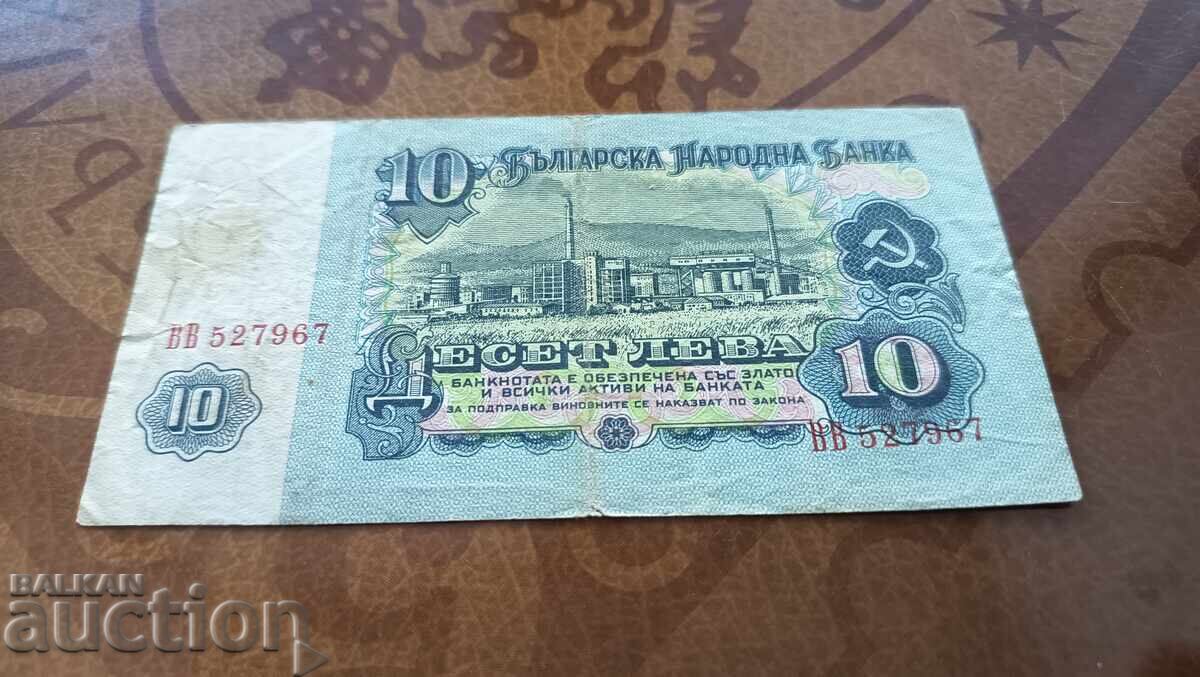 10 БЪЛГАРСКА НАРОДНА БАНКА
ВВ 527967
ДЕСЕТ ЛЕВА
10
БАНКНОТАТА Е ОБЕЗПЕЧЕНА СЪС ЗЛАТО
И ВСИЧКИ АКТИВИ НА БАНКАТА
ЗА ПОДПРАВКА ВИНОВНИТЕ СЕ НАКАЗВАТ ПО ЗАКОНА
10
ВВ 527967
BALKAN
auction